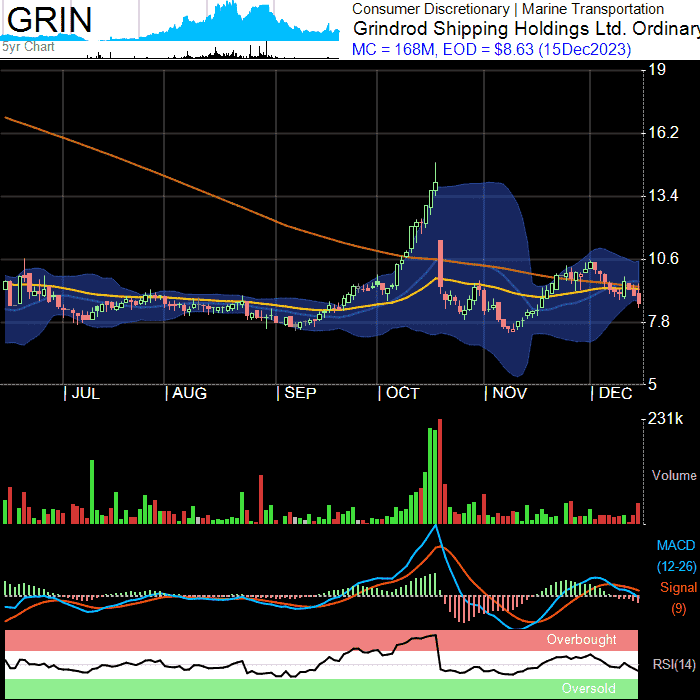 GRIN
5yr Chart
Consumer Discretionary | Marine Transportation
Grindrod Shipping Holdings Ltd. Ordinary
MC = 168M, EOD = $8.63 (15Dec2023)
19
16.2
13.4
10.6
7.8
5
| JUL
| AUG
| SEP
| OCT
| NOV
| DEC
231k
Volume
MACD
(12-26)
Signal
(9)
Overbought
RSI(14)
Oversold